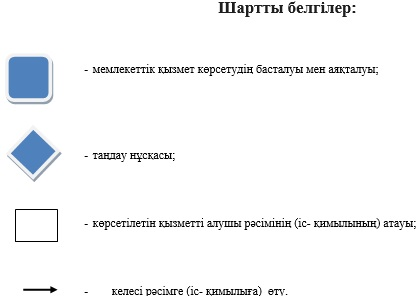 Шартты белгілер:
- мемлекеттік қызмет көрсетудің басталуы мен аяқталуы;
- таңдау нұсқасы;
- көрсетілетін қызметті алушы рәсімінің (іс- қимылының) атауы;
- келесі рәсімге (іс- қимылыға) өту.